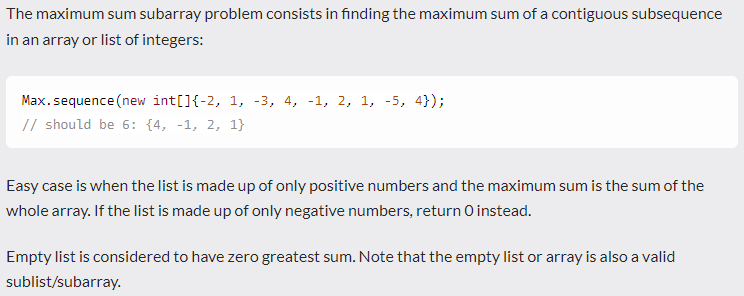 The maximum sum subarray problem consists in finding the maximum sum of a contiguous subsequence
in an array or list of integers:
Max.sequence(new int[]{-2, 1, -3, 4, -1, 2, 1, -5, 4});
// should be 6: {4, -1, 2, 1}
Easy case is when the list is made up of only positive numbers and the maximum sum is the sum of the
whole array. If the list is made up of only negative numbers, return 0 instead.
Empty list is considered to have zero greatest sum. Note that the empty list or array is also a valid
sublist/subarray.